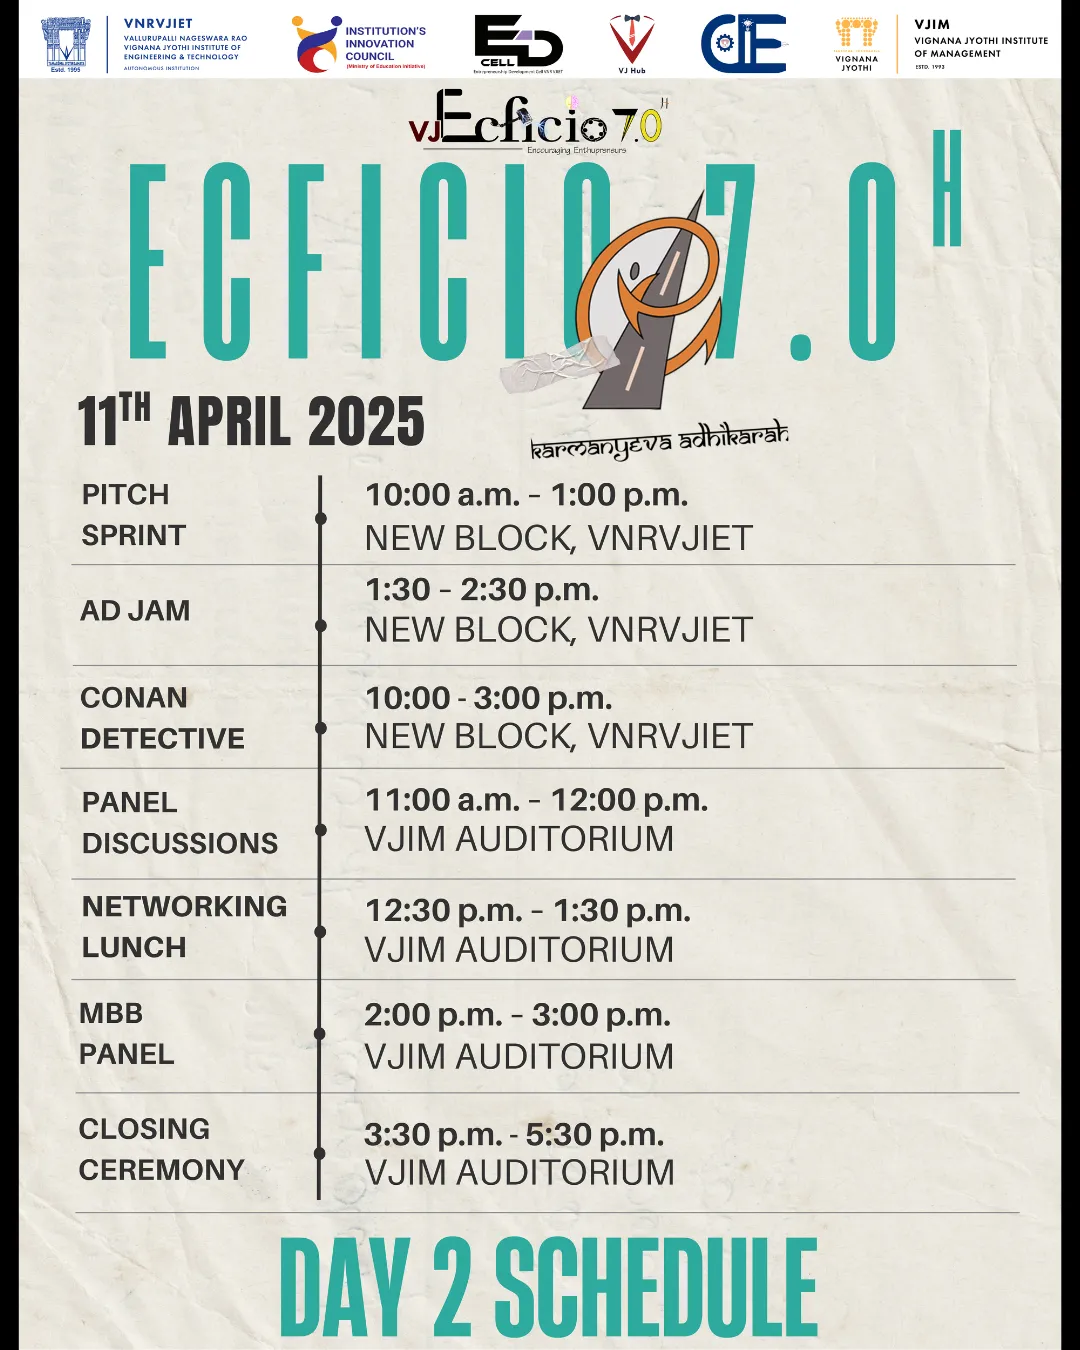 VNRVJIET
VALLURUPALLI NAGESWARA RAO
VIGNANA JYOTHI INSTITUTE OF
ENGINEERING & TECHNOLOGY
AUTONOMOUS INSTITUTION
Estd. 1995
INSTITUTION'S
INNOVATION
COUNCIL
(Ministry of Education Initiative)
ED
CELL
Entrepreneurship Development Cell VNRVJIET
VJ Hub
CIE
VIGNANA
JYOTHI
VJIM
VIGNANA JYOTHI INSTITUTE
OF MANAGEMENT
ESTD. 1993
VJ Ecficio 7.0 H
Encouraging Enthupreneurs
ECFICIO 7.0 H
11TH APRIL 2025
karmanyeva adhikarah
PITCH
SPRINT
10:00 a.m. – 1:00 p.m.
NEW BLOCK, VNRVJIET
AD JAM
1:30 – 2:30 p.m.
NEW BLOCK, VNRVJIET
CONAN
DETECTIVE
10:00 - 3:00 p.m.
NEW BLOCK, VNRVJIET
PANEL
DISCUSSIONS
11:00 a.m. – 12:00 p.m.
VJIM AUDITORIUM
NETWORKING
LUNCH
12:30 p.m. – 1:30 p.m.
VJIM AUDITORIUM
MBB
PANEL
2:00 p.m. – 3:00 p.m.
VJIM AUDITORIUM
CLOSING
CEREMONY
3:30 p.m. - 5:30 p.m.
VJIM AUDITORIUM
DAY 2 SCHEDULE